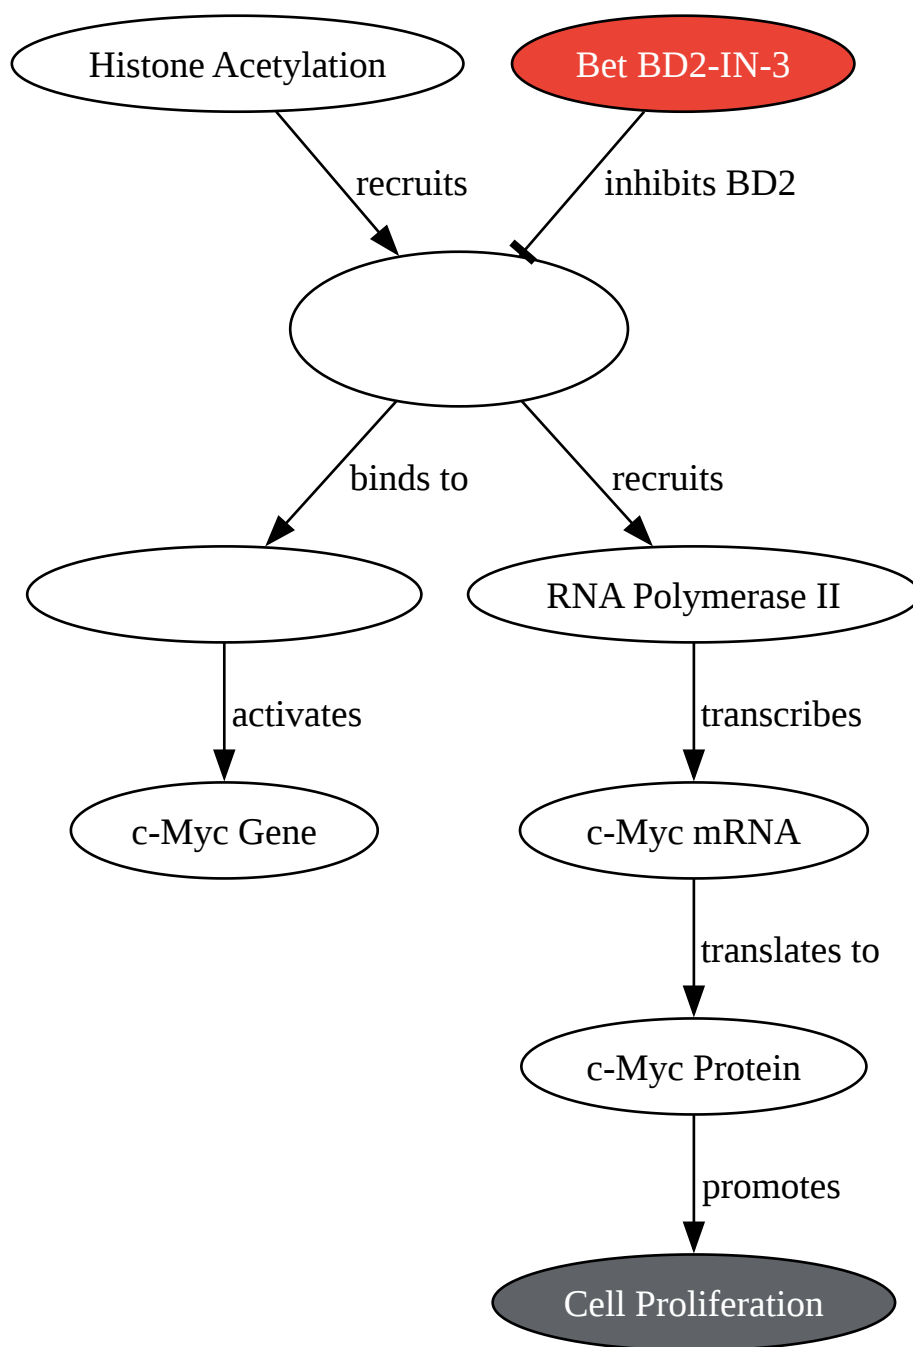 Histone Acetylation
Bet BD2-IN-3
recruits
inhibits BD2
binds to
recruits
RNA Polymerase II
activates
transcribes
c-Myc Gene
c-Myc mRNA
translates to
c-Myc Protein
promotes
Cell Proliferation